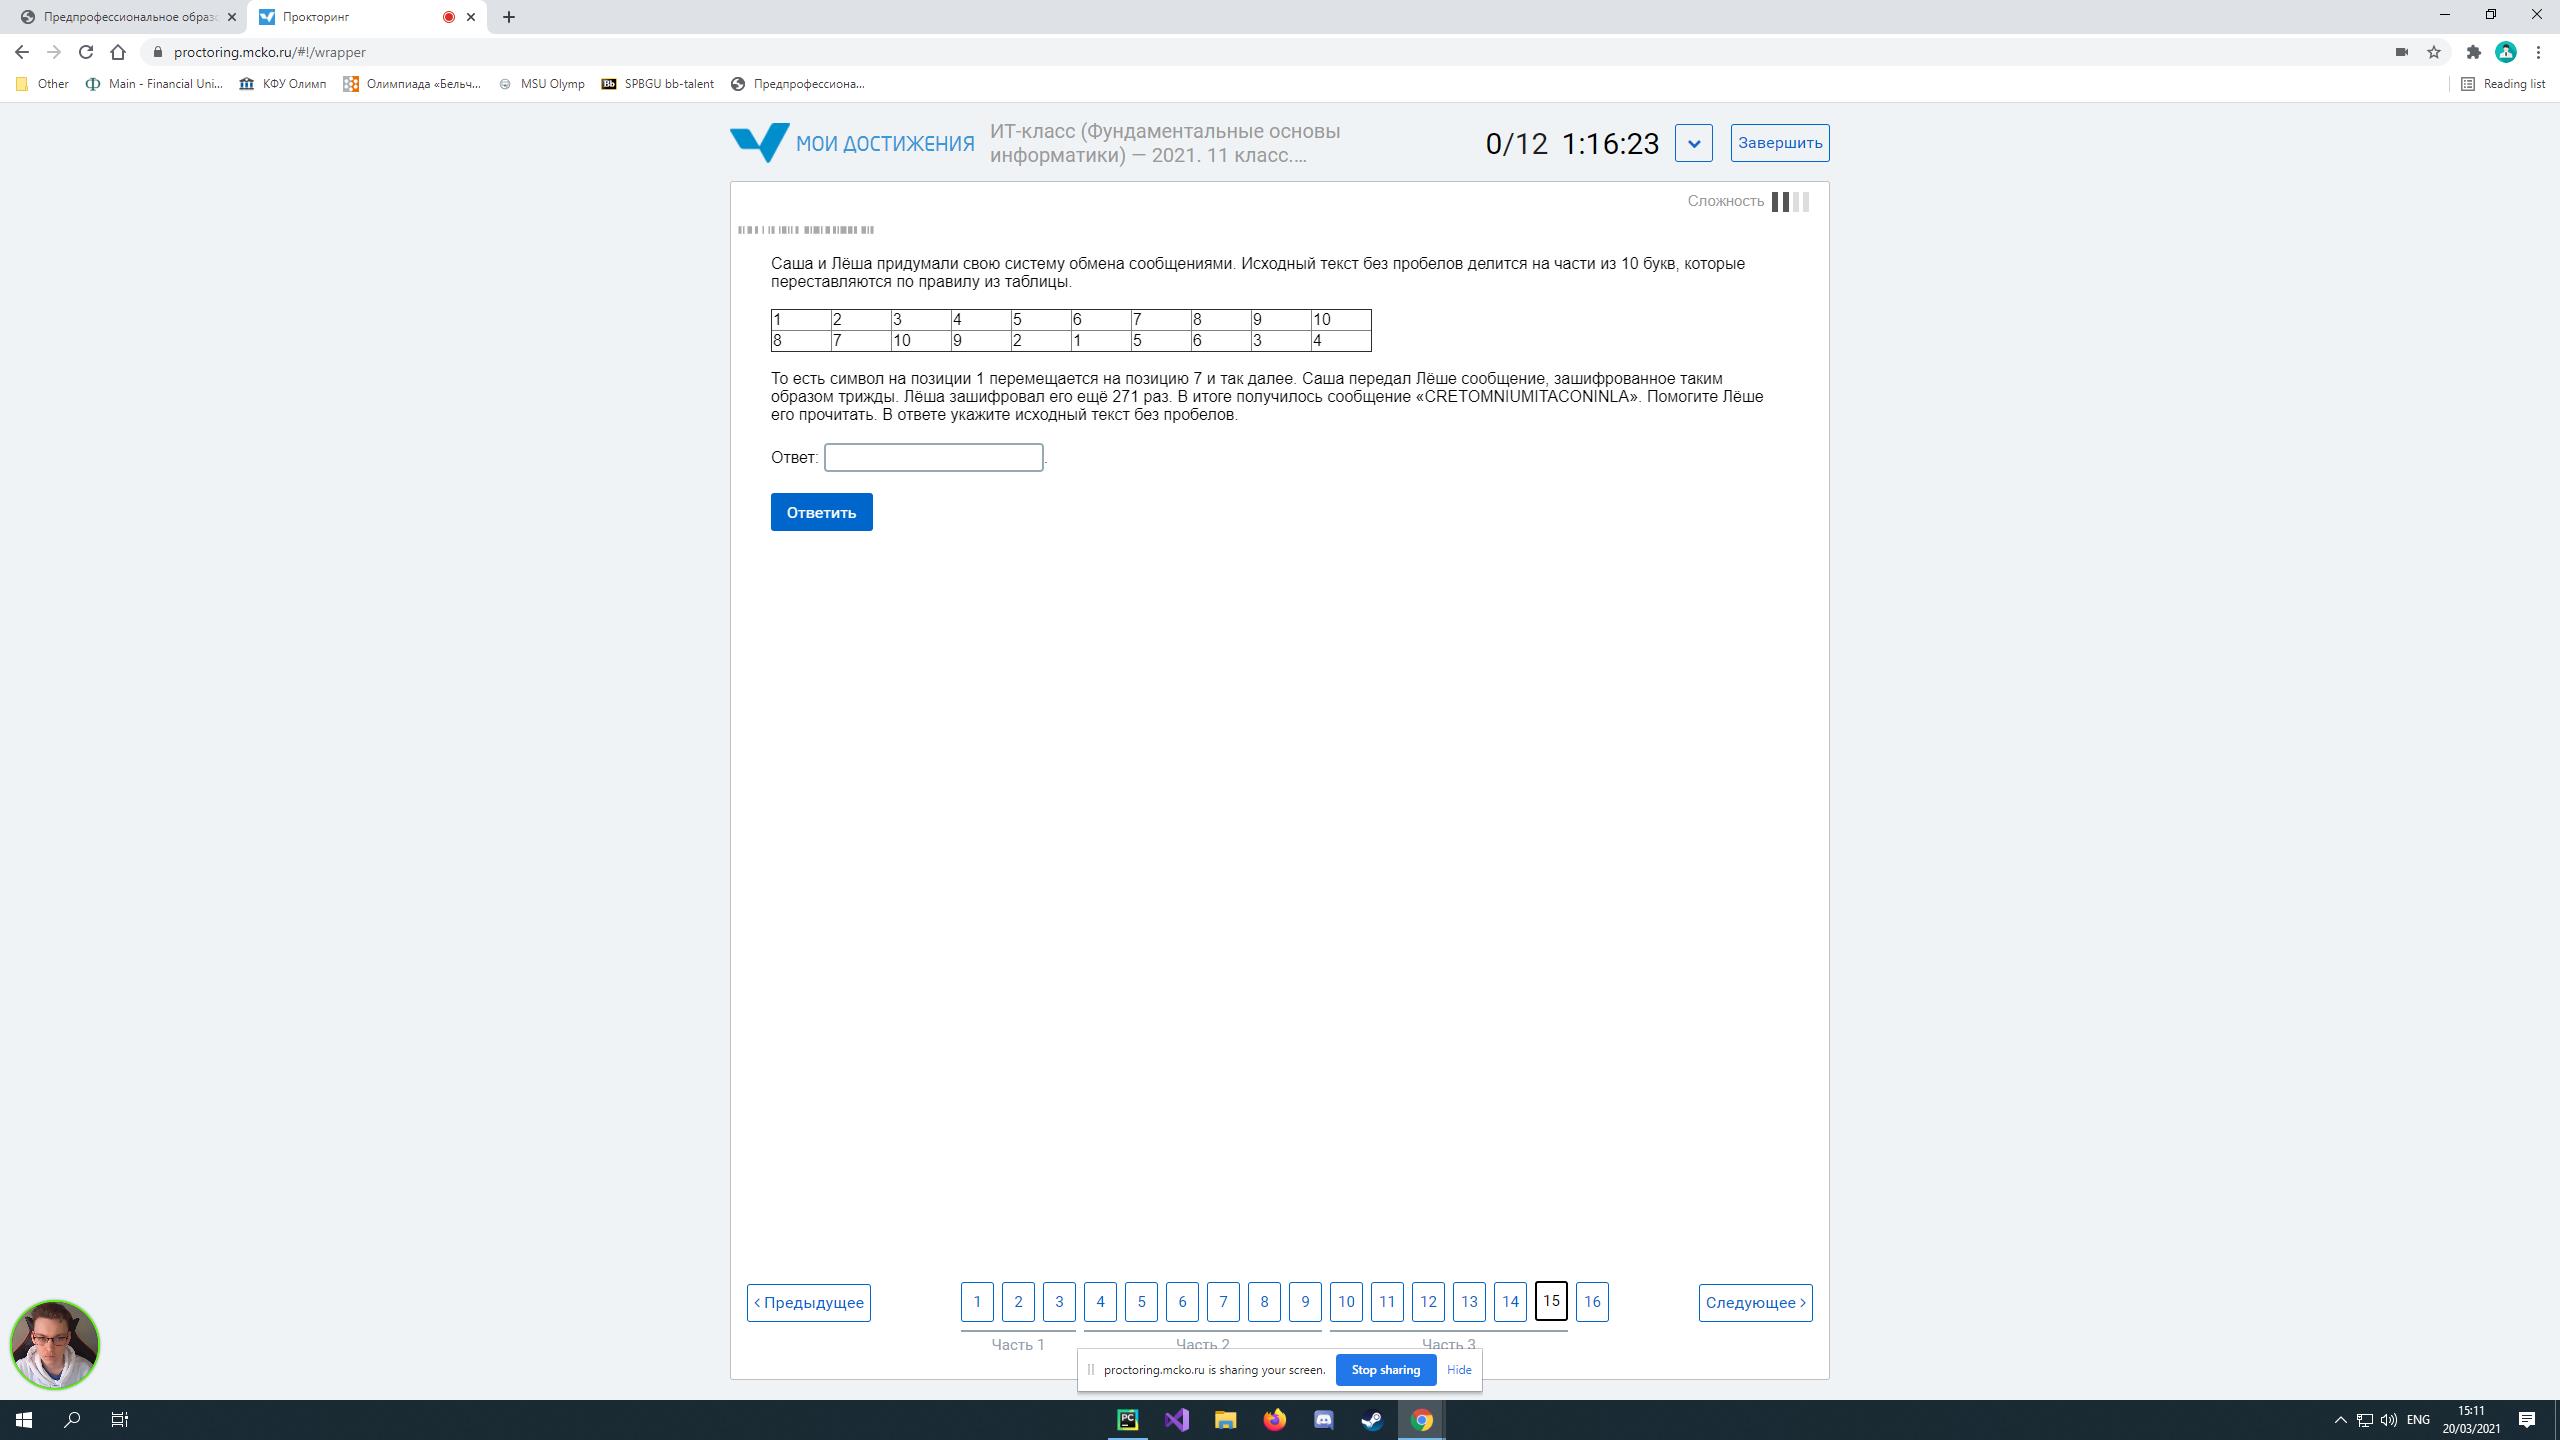 Предпрофессиональное образо
Прокторинг
proctoring.mcko.ru/#!/wrapper
Other
Main - Financial Uni...
КФУ Олимп
Олимпиада «Бельч...
MSU Olymp
Bb
SPBGU bb-talent
Предпрофессиона...
Reading list
МОИ ДОСТИЖЕНИЯ
ИТ-класс (Фундаментальные основы
информатики) — 2021. 11 класс....
0/12 1:16:23
Завершить
Сложность
Саша и Лёша придумали свою систему обмена сообщениями. Исходный текст без пробелов делится на части из 10 букв, которые
переставляются по правилу из таблицы.
1 2 3 4 5 6 7 8 9 10
8 7 10 9 2 1 5 6 3 4
То есть символ на позиции 1 перемещается на позицию 7 и так далее. Саша передал Лёше сообщение, зашифрованное таким
образом трижды. Лёша зашифровал его ещё 271 раз. В итоге получилось сообщение «CRETOMNIUMITACONINLA». Помогите Лёше
его прочитать. В ответе укажите исходный текст без пробелов.
Ответ: .
Ответить
‹ Предыдущее
1 2 3 4 5 6 7 8 9 10 11 12 13 14 15 16
Следующее ›
Часть 1 Часть 2 Часть 3
proctoring.mcko.ru is sharing your screen.
Stop sharing
Hide
PC
ENG
15:11
20/03/2021